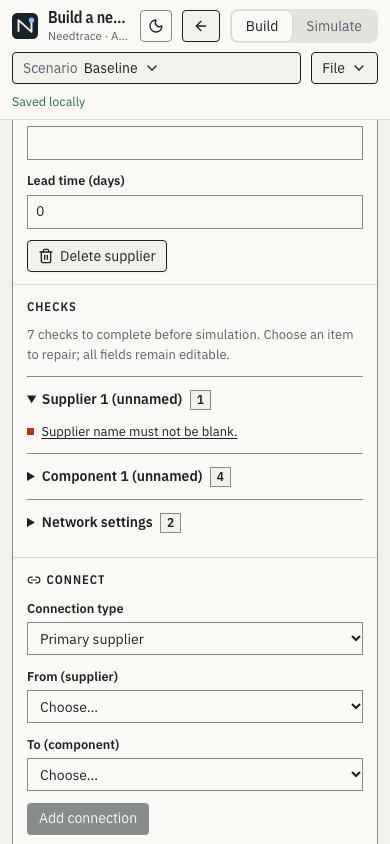 Build a ne...
Needtrace · A...
Build
Simulate
Scenario Baseline
File
Saved locally
Lead time (days)
0
Delete supplier
CHECKS
7 checks to complete before simulation. Choose an item
to repair; all fields remain editable.
Supplier 1 (unnamed) 1
Supplier name must not be blank.
Component 1 (unnamed) 4
Network settings 2
CONNECT
Connection type
Primary supplier
From (supplier)
Choose...
To (component)
Choose...
Add connection